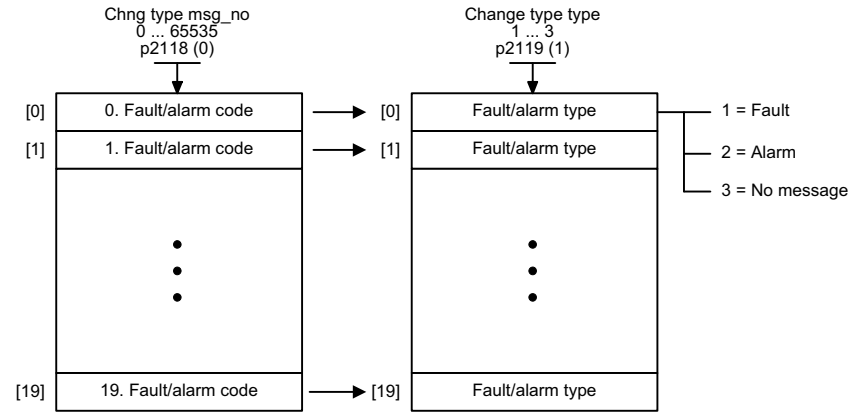 Chng type msg_no
0 ... 65535
p2118 (0)
Change type type
1 ... 3
p2119 (1)
[0] 0. Fault/alarm code [0] Fault/alarm type 1 = Fault
[1] 1. Fault/alarm code [1] Fault/alarm type 2 = Alarm
3 = No message
[19] 19. Fault/alarm code [19] Fault/alarm type